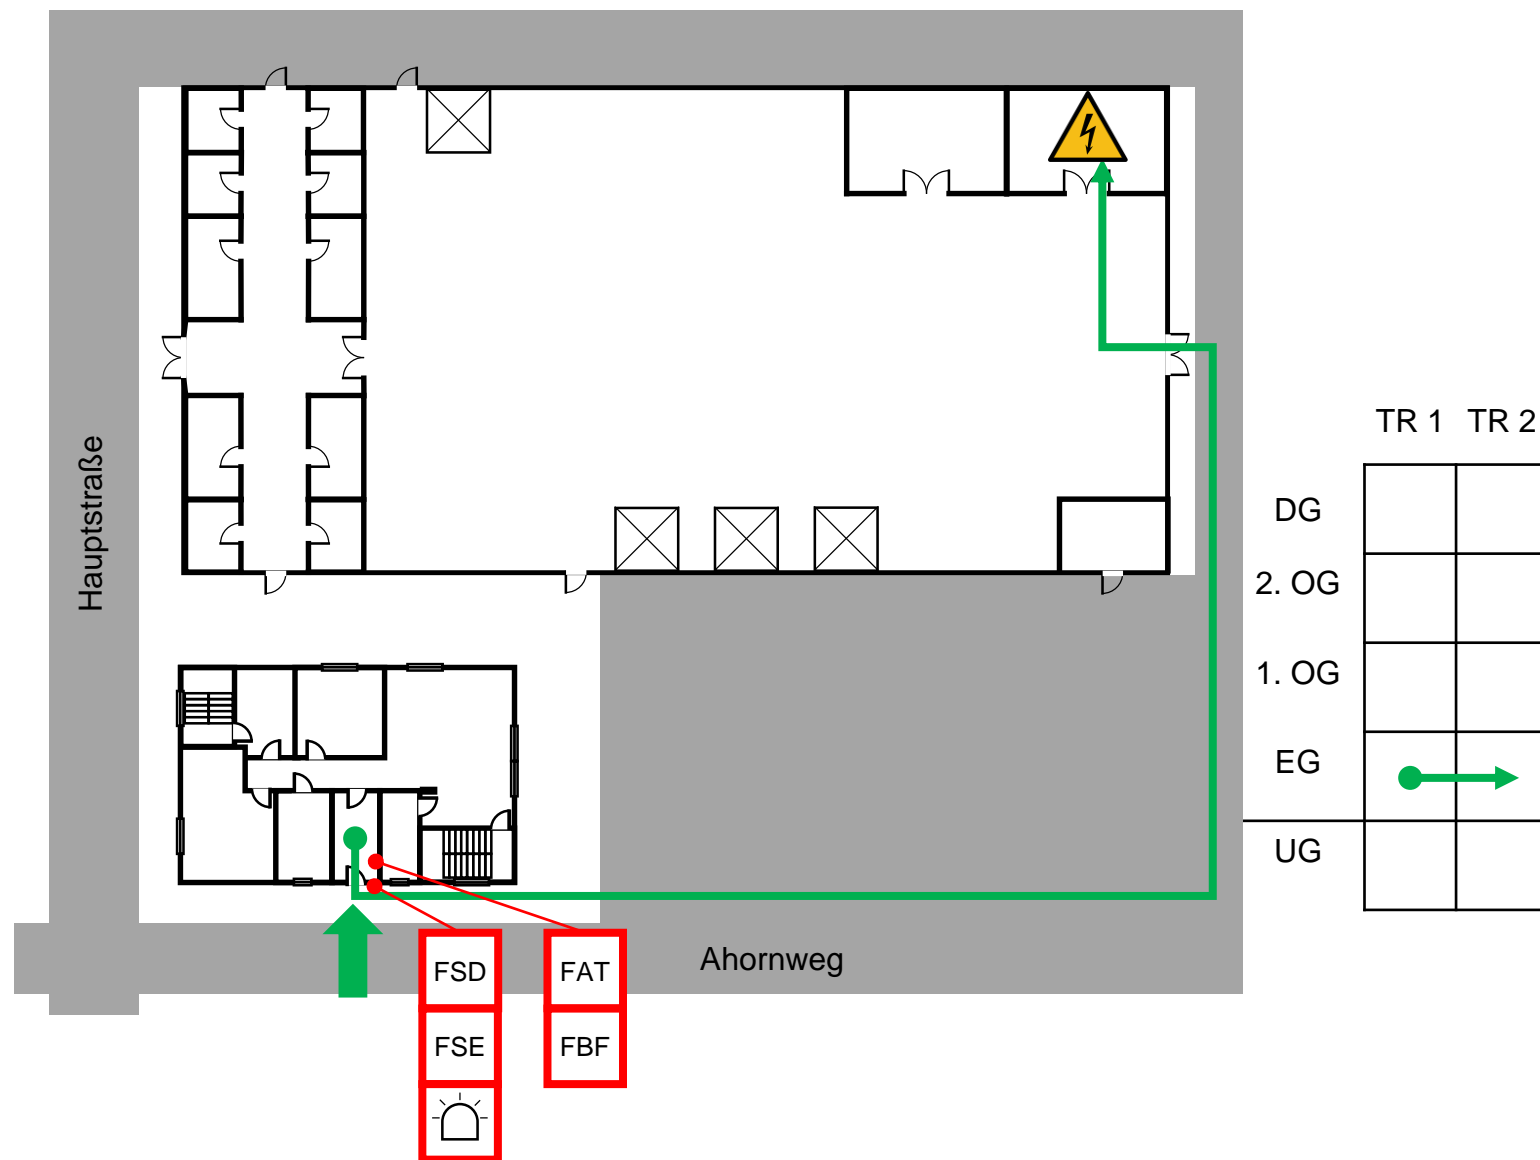 Hauptstraße
TR 1 TR 2
DG
2. OG
1. OG
EG
UG
Ahornweg
FSD FAT
FSE FBF